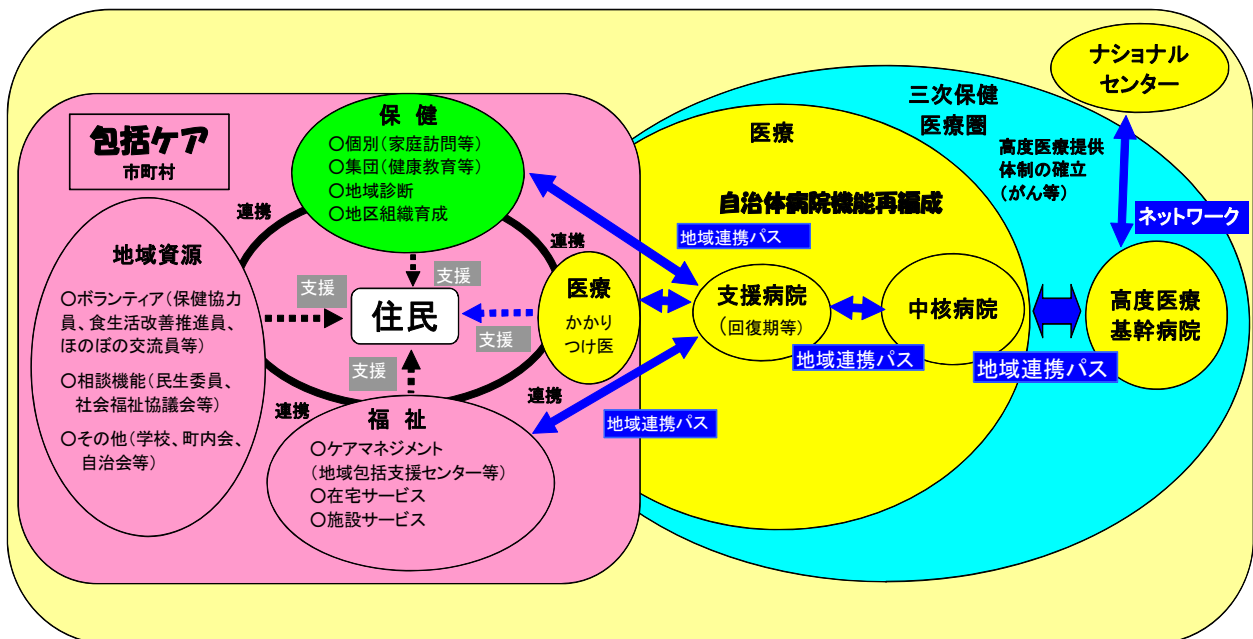 包括ケア
市町村
保 健
○個別(家庭訪問等)
○集団(健康教育等)
○地域診断
○地区組織育成
連携
連携
地域資源
○ボランティア(保健協力
員、食生活改善推進員、
ほのぼの交流員等)
○相談機能(民生委員、
社会福祉協議会等)
○その他(学校、町内会、
自治会等)
支援
支援
住民
支援
支援
医療
かかり
つけ医
連携
連携
福 祉
○ケアマネジメント
(地域包括支援センター等)
○在宅サービス
○施設サービス
医療
自治体病院機能再編成
地域連携パス
支援病院
(回復期等)
中核病院
地域連携パス
地域連携パス
地域連携パス
三次保健
医療圏
高度医療提供
体制の確立
(がん等)
ナショナル
センター
ネットワーク
高度医療
基幹病院